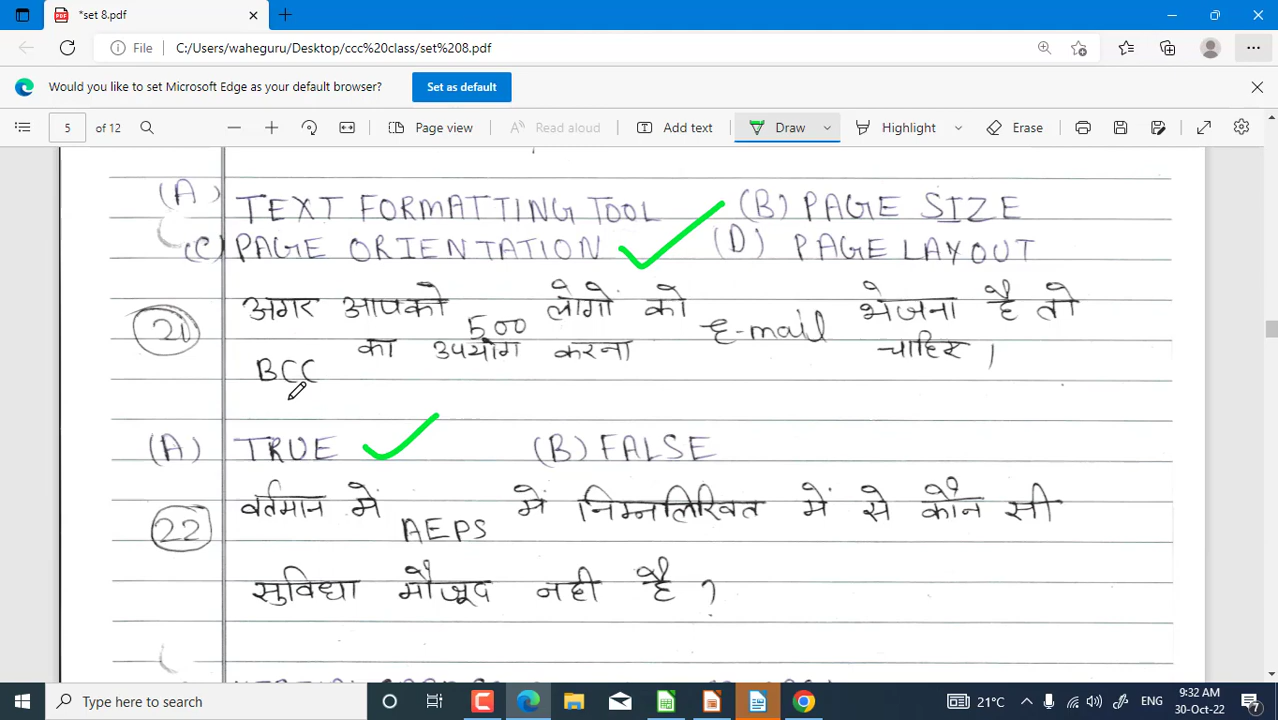 *set 8.pdf
File C:/Users/waheguru/Desktop/ccc%20class/set%208.pdf
Would you like to set Microsoft Edge as your default browser? Set as default
5 of 12 Page view Read aloud Add text Draw Highlight Erase
(A) TEXT FORMATTING TOOL (B) PAGE SIZE
(C) PAGE ORIENTATION (D) PAGE LAYOUT
21 अगर आपको 500 लोगों को E-mail भेजना है तो
BCC का उपयोग करना चाहिए।
(A) TRUE (B) FALSE
22 वर्तमान में AEPS में निम्नलिखित में से कौन सी
सुविधा मौजूद नही है ?
Type here to search 21°C ENG 9:32 AM
30-Oct-22 7